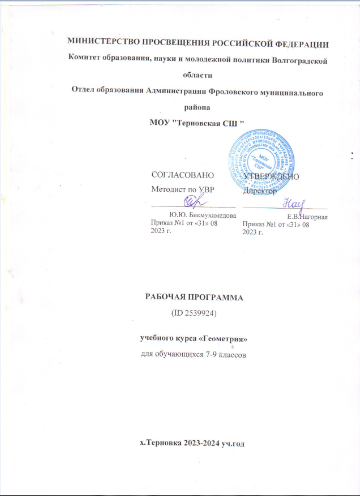 МИНИСТЕРСТВО ПРОСВЕЩЕНИЯ РОССИЙСКОЙ ФЕДЕРАЦИИ
Комитет образования, науки и молодежной политики Волгоградской
области
Отдел образования Администрации Фроловского муниципального
района
МОУ "Терновская СШ "
СОГЛАСОВАНО
Методист по УВР
Ю.Ю. Бекмухамедова
Приказ №1 от «31» 08
2023 г.
УТВЕРЖДЕНО
Директор
Е.В.Нагорная
Приказ №1 от «31» 08
2023 г.
РАБОЧАЯ ПРОГРАММА
(ID 2539924)
учебного курса «Геометрия»
для обучающихся 7-9 классов
х.Терновка 2023-2024 уч.год